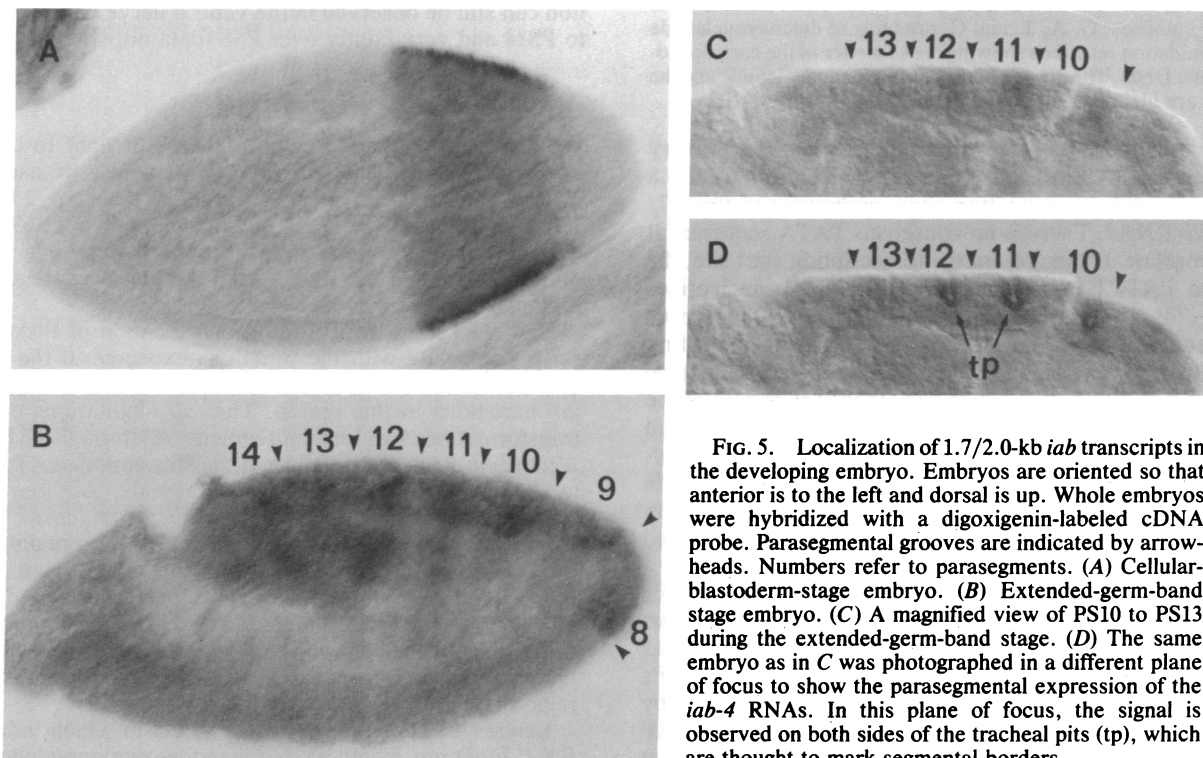 A
B
14 13 12 11 10 9
8
C
13 12 11 10
D
13 12 11 10
tp
FIG. 5. Localization of 1.7/2.0-kb iab transcripts in
the developing embryo. Embryos are oriented so that
anterior is to the left and dorsal is up. Whole embryos
were hybridized with a digoxigenin-labeled cDNA
probe. Parasegmental grooves are indicated by arrow-
heads. Numbers refer to parasegments. (A) Cellular-
blastoderm-stage embryo. (B) Extended-germ-band
stage embryo. (C) A magnified view of PS10 to PS13
during the extended-germ-band stage. (D) The same
embryo as in C was photographed in a different plane
of focus to show the parasegmental expression of the
iab-4 RNAs. In this plane of focus, the signal is
observed on both sides of the tracheal pits (tp), which
are thought to mark segmental borders.